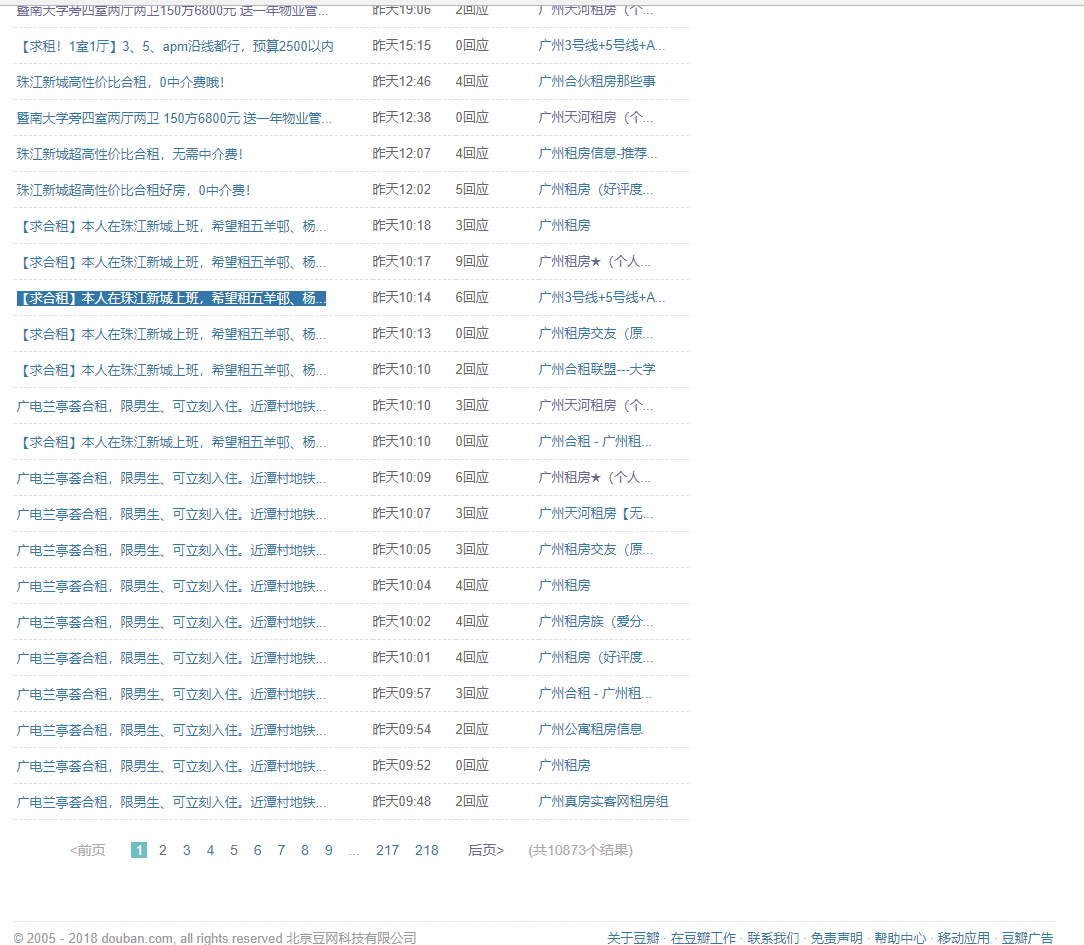 暨南大学旁四室两厅两卫150方6800元 送一年物业管... 昨天19:06 2回应 广州天河租房（个...
【求租！1室1厅】3、5、apm沿线都行，预算2500以内 昨天15:15 0回应 广州3号线+5号线+A...
珠江新城高性价比合租，0中介费哦！ 昨天12:46 4回应 广州合伙租房那些事
暨南大学旁四室两厅两卫 150方6800元 送一年物业管... 昨天12:38 0回应 广州天河租房（个...
珠江新城超高性价比合租，无需中介费！ 昨天12:07 4回应 广州租房信息-推荐...
珠江新城超高性价比合租好房，0中介费！ 昨天12:02 5回应 广州租房（好评度...
【求合租】本人在珠江新城上班，希望租五羊邨、杨... 昨天10:18 3回应 广州租房
【求合租】本人在珠江新城上班，希望租五羊邨、杨... 昨天10:17 9回应 广州租房★（个人...
【求合租】本人在珠江新城上班，希望租五羊邨、杨... 昨天10:14 6回应 广州3号线+5号线+A...
【求合租】本人在珠江新城上班，希望租五羊邨、杨... 昨天10:13 0回应 广州租房交友（原...
【求合租】本人在珠江新城上班，希望租五羊邨、杨... 昨天10:10 2回应 广州合租联盟---大学
广电兰亭荟合租，限男生、可立刻入住。近潭村地铁... 昨天10:10 3回应 广州天河租房（个...
【求合租】本人在珠江新城上班，希望租五羊邨、杨... 昨天10:10 0回应 广州合租 - 广州租...
广电兰亭荟合租，限男生、可立刻入住。近潭村地铁... 昨天10:09 6回应 广州租房★（个人...
广电兰亭荟合租，限男生、可立刻入住。近潭村地铁... 昨天10:07 3回应 广州天河租房【无...
广电兰亭荟合租，限男生、可立刻入住。近潭村地铁... 昨天10:05 3回应 广州租房交友（原...
广电兰亭荟合租，限男生、可立刻入住。近潭村地铁... 昨天10:04 4回应 广州租房
广电兰亭荟合租，限男生、可立刻入住。近潭村地铁... 昨天10:02 4回应 广州租房族（爱分...
广电兰亭荟合租，限男生、可立刻入住。近潭村地铁... 昨天10:01 4回应 广州租房（好评度...
广电兰亭荟合租，限男生、可立刻入住。近潭村地铁... 昨天09:57 3回应 广州合租 - 广州租...
广电兰亭荟合租，限男生、可立刻入住。近潭村地铁... 昨天09:54 2回应 广州公寓租房信息
广电兰亭荟合租，限男生、可立刻入住。近潭村地铁... 昨天09:52 0回应 广州租房
广电兰亭荟合租，限男生、可立刻入住。近潭村地铁... 昨天09:48 2回应 广州真房实客网租房组
<前页 1 2 3 4 5 6 7 8 9 ... 217 218 后页> (共10873个结果)
© 2005 - 2018 douban.com, all rights reserved 北京豆网科技有限公司 关于豆瓣 · 在豆瓣工作 · 联系我们 · 免责声明 · 帮助中心 · 移动应用 · 豆瓣广告